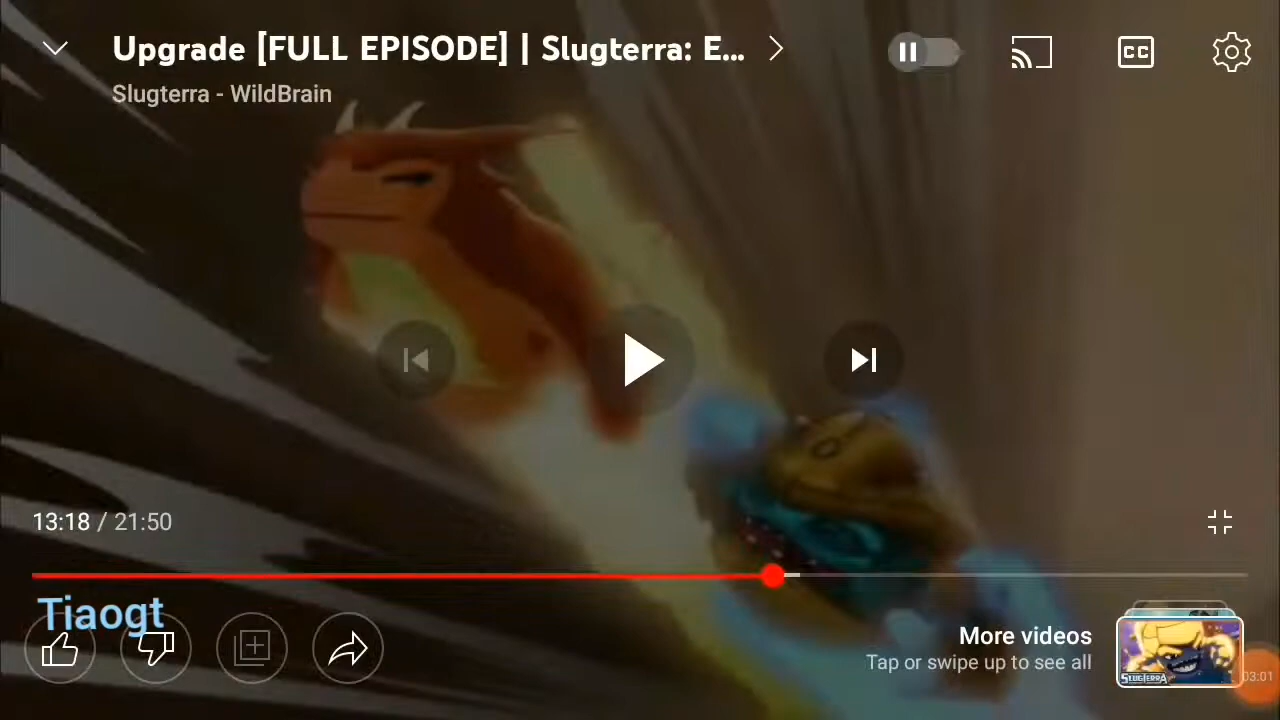 Upgrade [FULL EPISODE] | Slugterra: E...
Slugterra - WildBrain
CC
13:18 / 21:50
Tiaogt
More videos
Tap or swipe up to see all
SLUGTERRA
03:01